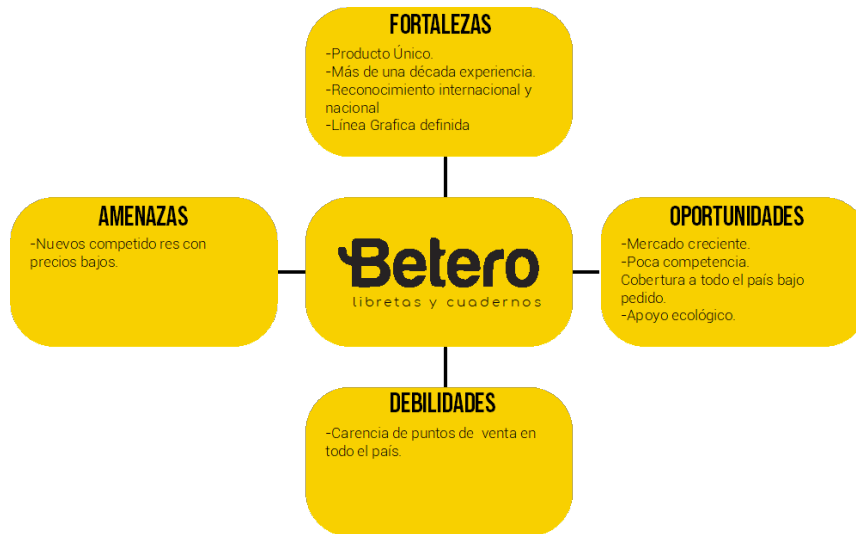 FORTALEZAS
-Producto Único.
-Más de una década experiencia.
-Reconocimiento internacional y
nacional
-Línea Grafica definida
AMENAZAS
-Nuevos competido res con
precios bajos.
Betero
libretas y cuadernos
OPORTUNIDADES
-Mercado creciente.
-Poca competencia.
Cobertura a todo el país bajo
pedido.
-Apoyo ecológico.
DEBILIDADES
-Carencia de puntos de venta en
todo el país.